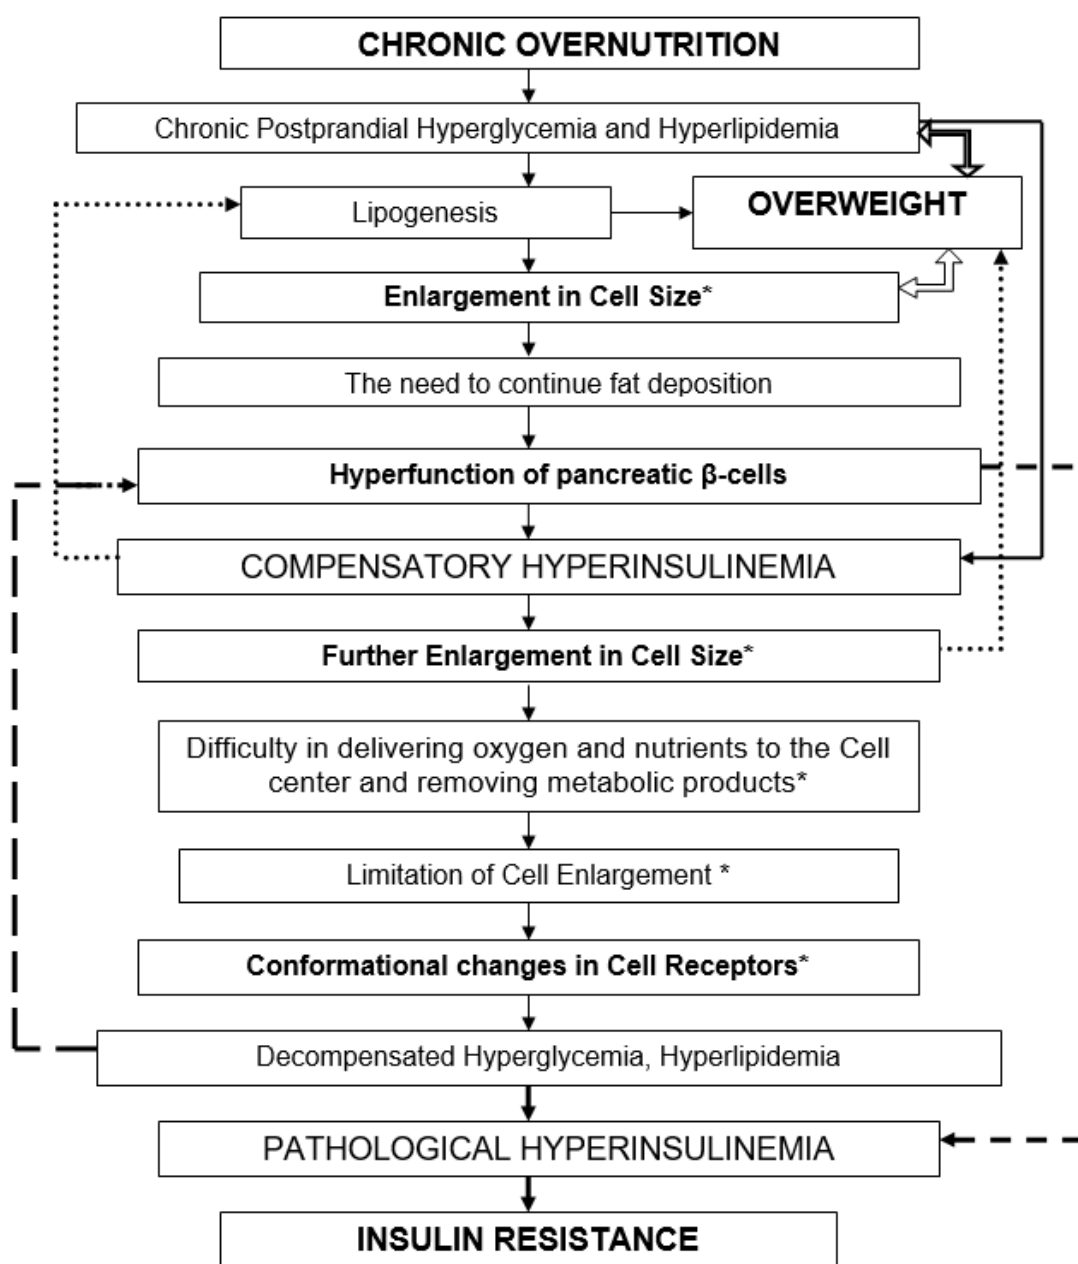 CHRONIC OVERNUTRITION
Chronic Postprandial Hyperglycemia and Hyperlipidemia
Lipogenesis
OVERWEIGHT
Enlargement in Cell Size*
The need to continue fat deposition
Hyperfunction of pancreatic β-cells
COMPENSATORY HYPERINSULINEMIA
Further Enlargement in Cell Size*
Difficulty in delivering oxygen and nutrients to the Cell
center and removing metabolic products*
Limitation of Cell Enlargement *
Conformational changes in Cell Receptors*
Decompensated Hyperglycemia, Hyperlipidemia
PATHOLOGICAL HYPERINSULINEMIA
INSULIN RESISTANCE